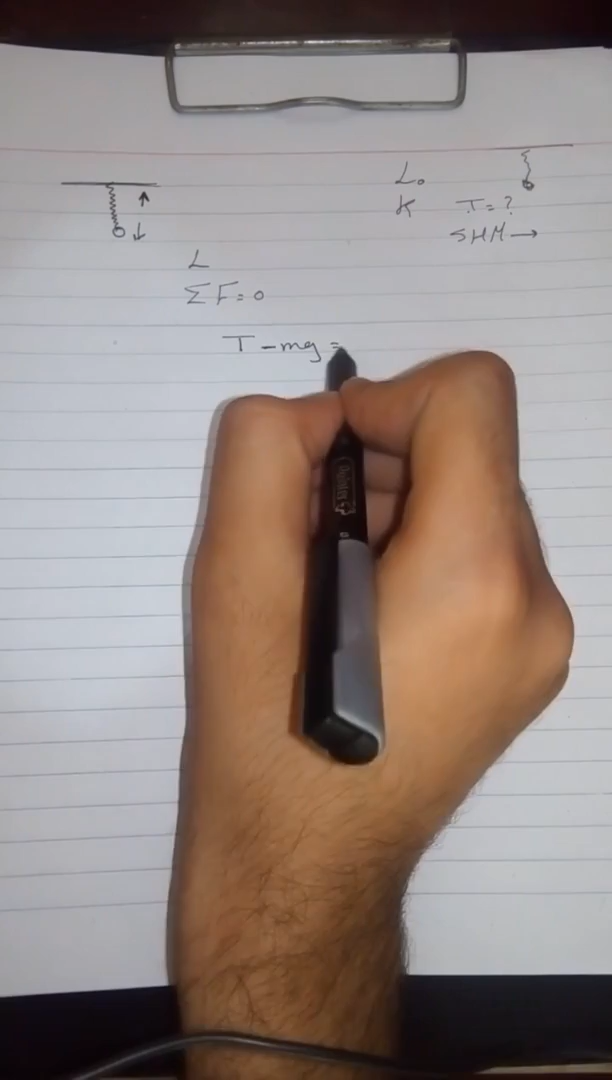 L₀
K T=?
SHM→
L
ΣF=0
T-mg=